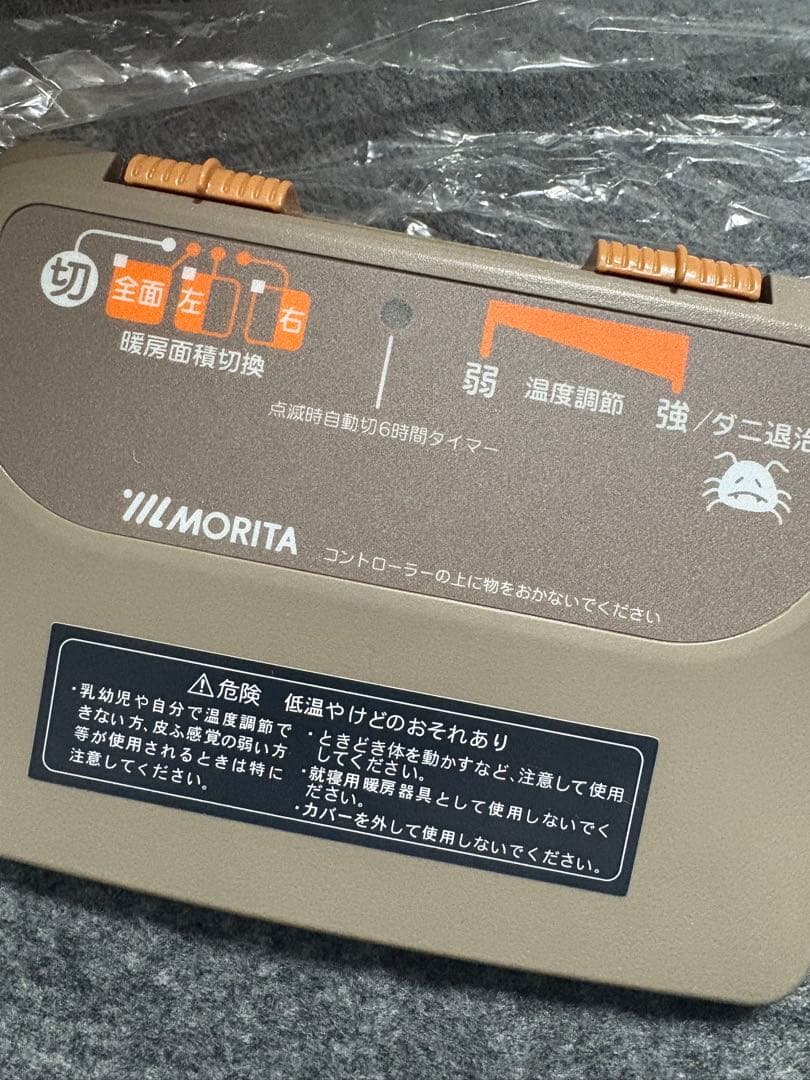 切 全面 左 右
暖房面積切換
点滅時自動切6時間タイマー
弱 温度調節 強/ダニ退治
MORITA
コントローラーの上に物をおかないでください
⚠危険 低温やけどのおそれあり
・乳幼児や自分で温度調節で
きない方、皮ふ感覚の弱い方
等が使用されるときは特に
注意してください。
・ときどき体を動かすなど、注意して使用
してください。
・就寝用暖房器具として使用しないでく
ださい。
・カバーを外して使用しないでください。